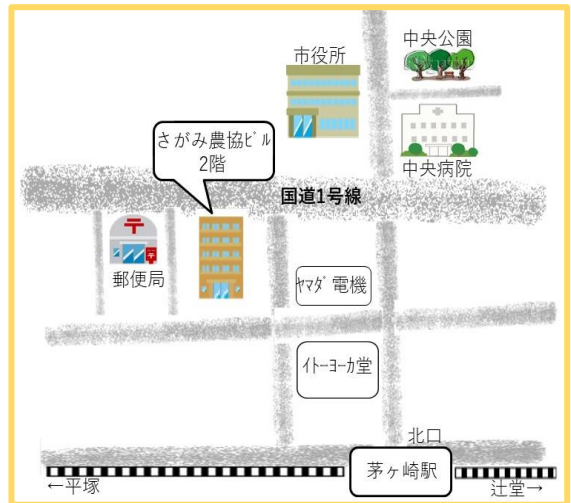 市役所
中央公園
さがみ農協ﾋﾞﾙ
2階
中央病院
国道1号線
〒
郵便局
〒
ﾔﾏﾀﾞ電機
ｲﾄｰﾖｰｶ堂
北口
茅ヶ崎駅
←平塚
辻堂→